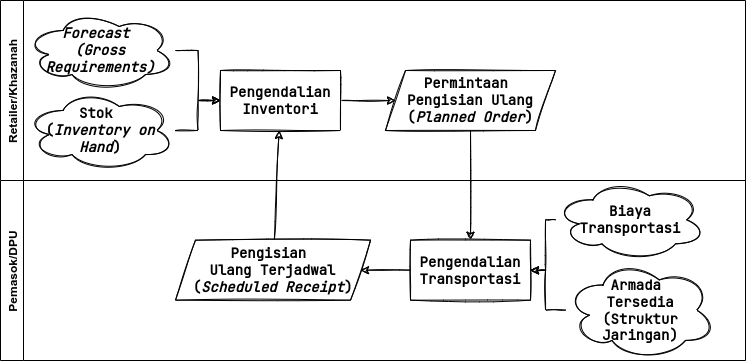 Retailer/Khazanah
Forecast
(Gross
Requirements)
Stok
(Inventory on
Hand)
Pengendalian
Inventori
Permintaan
Pengisian Ulang
(Planned Order)
Pemasok/DPU
Pengisian
Ulang Terjadwal
(Scheduled Receipt)
Pengendalian
Transportasi
Biaya
Transportasi
Armada
Tersedia
(Struktur
Jaringan)